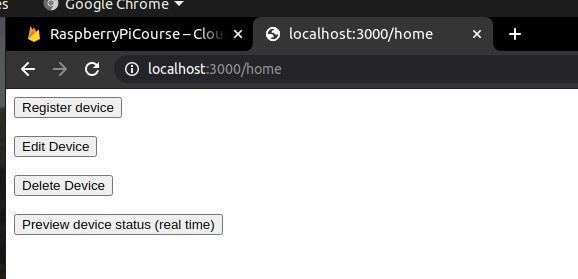 es Google Chrome
RaspberryPiCourse – Clou
localhost:3000/home
localhost:3000/home
Register device
Edit Device
Delete Device
Preview device status (real time)